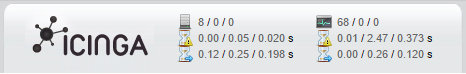 ICINGA
8 / 0 / 0
0.00 / 0.05 / 0.020 s
0.12 / 0.25 / 0.198 s
68 / 0 / 0
0.01 / 2.47 / 0.373 s
0.00 / 0.26 / 0.120 s